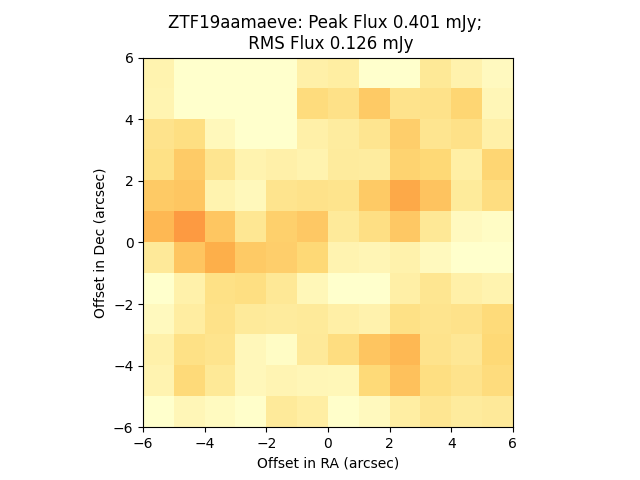 ZTF19aamaeve: Peak Flux 0.401 mJy;
RMS Flux 0.126 mJy
6
4
2
0
−2
−4
−6
Offset in Dec (arcsec)
−6 −4 −2 0 2 4 6
Offset in RA (arcsec)